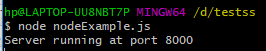 hp@LAPTOP-UU8NBT7P MINGW64 /d/testss
$ node nodeExample.js
Server running at port 8000